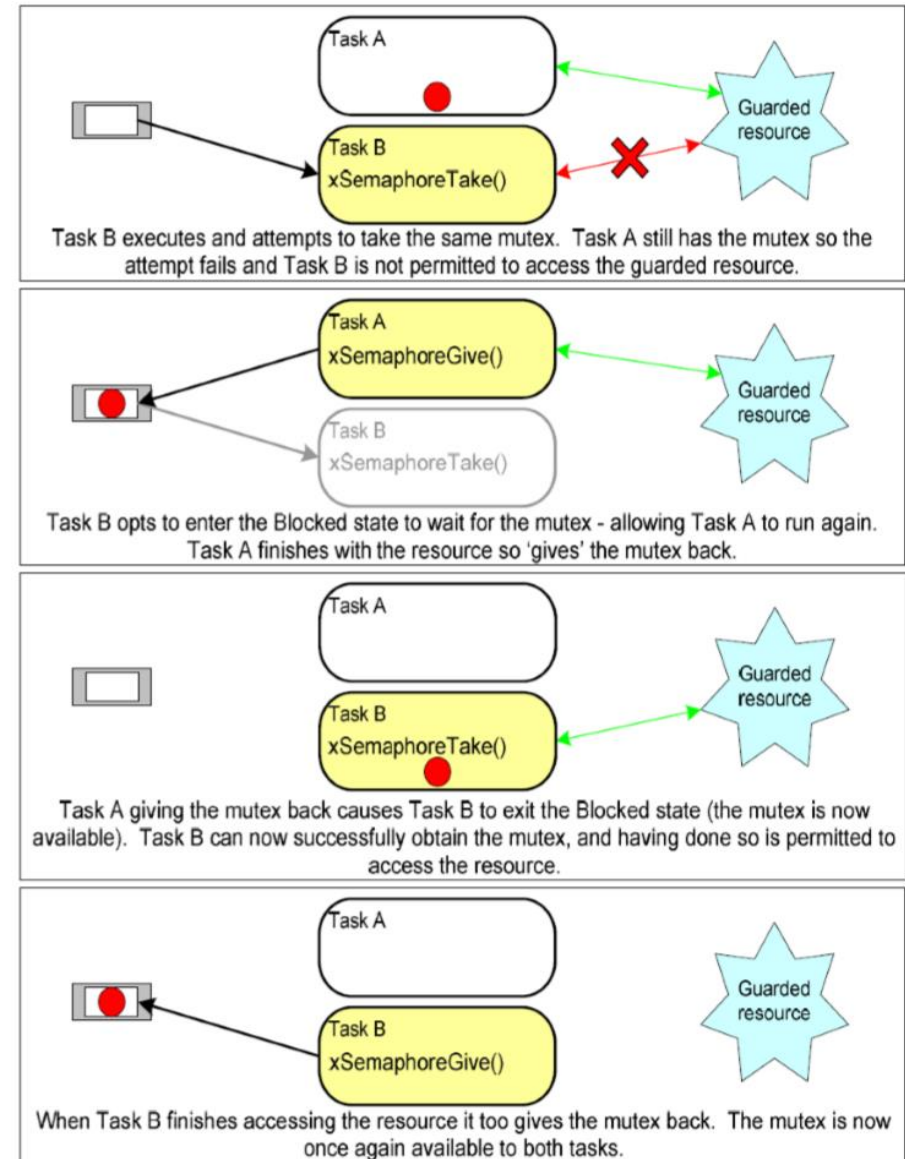 Task A
Guarded
resource
Task B
xSemaphoreTake()
Task B executes and attempts to take the same mutex. Task A still has the mutex so the
attempt fails and Task B is not permitted to access the guarded resource.
Task A
xSemaphoreGive()
Guarded
resource
Task B
xSemaphoreTake()
Task B opts to enter the Blocked state to wait for the mutex - allowing Task A to run again.
Task A finishes with the resource so 'gives' the mutex back.
Task A
Guarded
resource
Task B
xSemaphoreTake()
Task A giving the mutex back causes Task B to exit the Blocked state (the mutex is now
available). Task B can now successfully obtain the mutex, and having done so is permitted to
access the resource.
Task A
Guarded
resource
Task B
xSemaphoreGive()
When Task B finishes accessing the resource it too gives the mutex back. The mutex is now
once again available to both tasks.